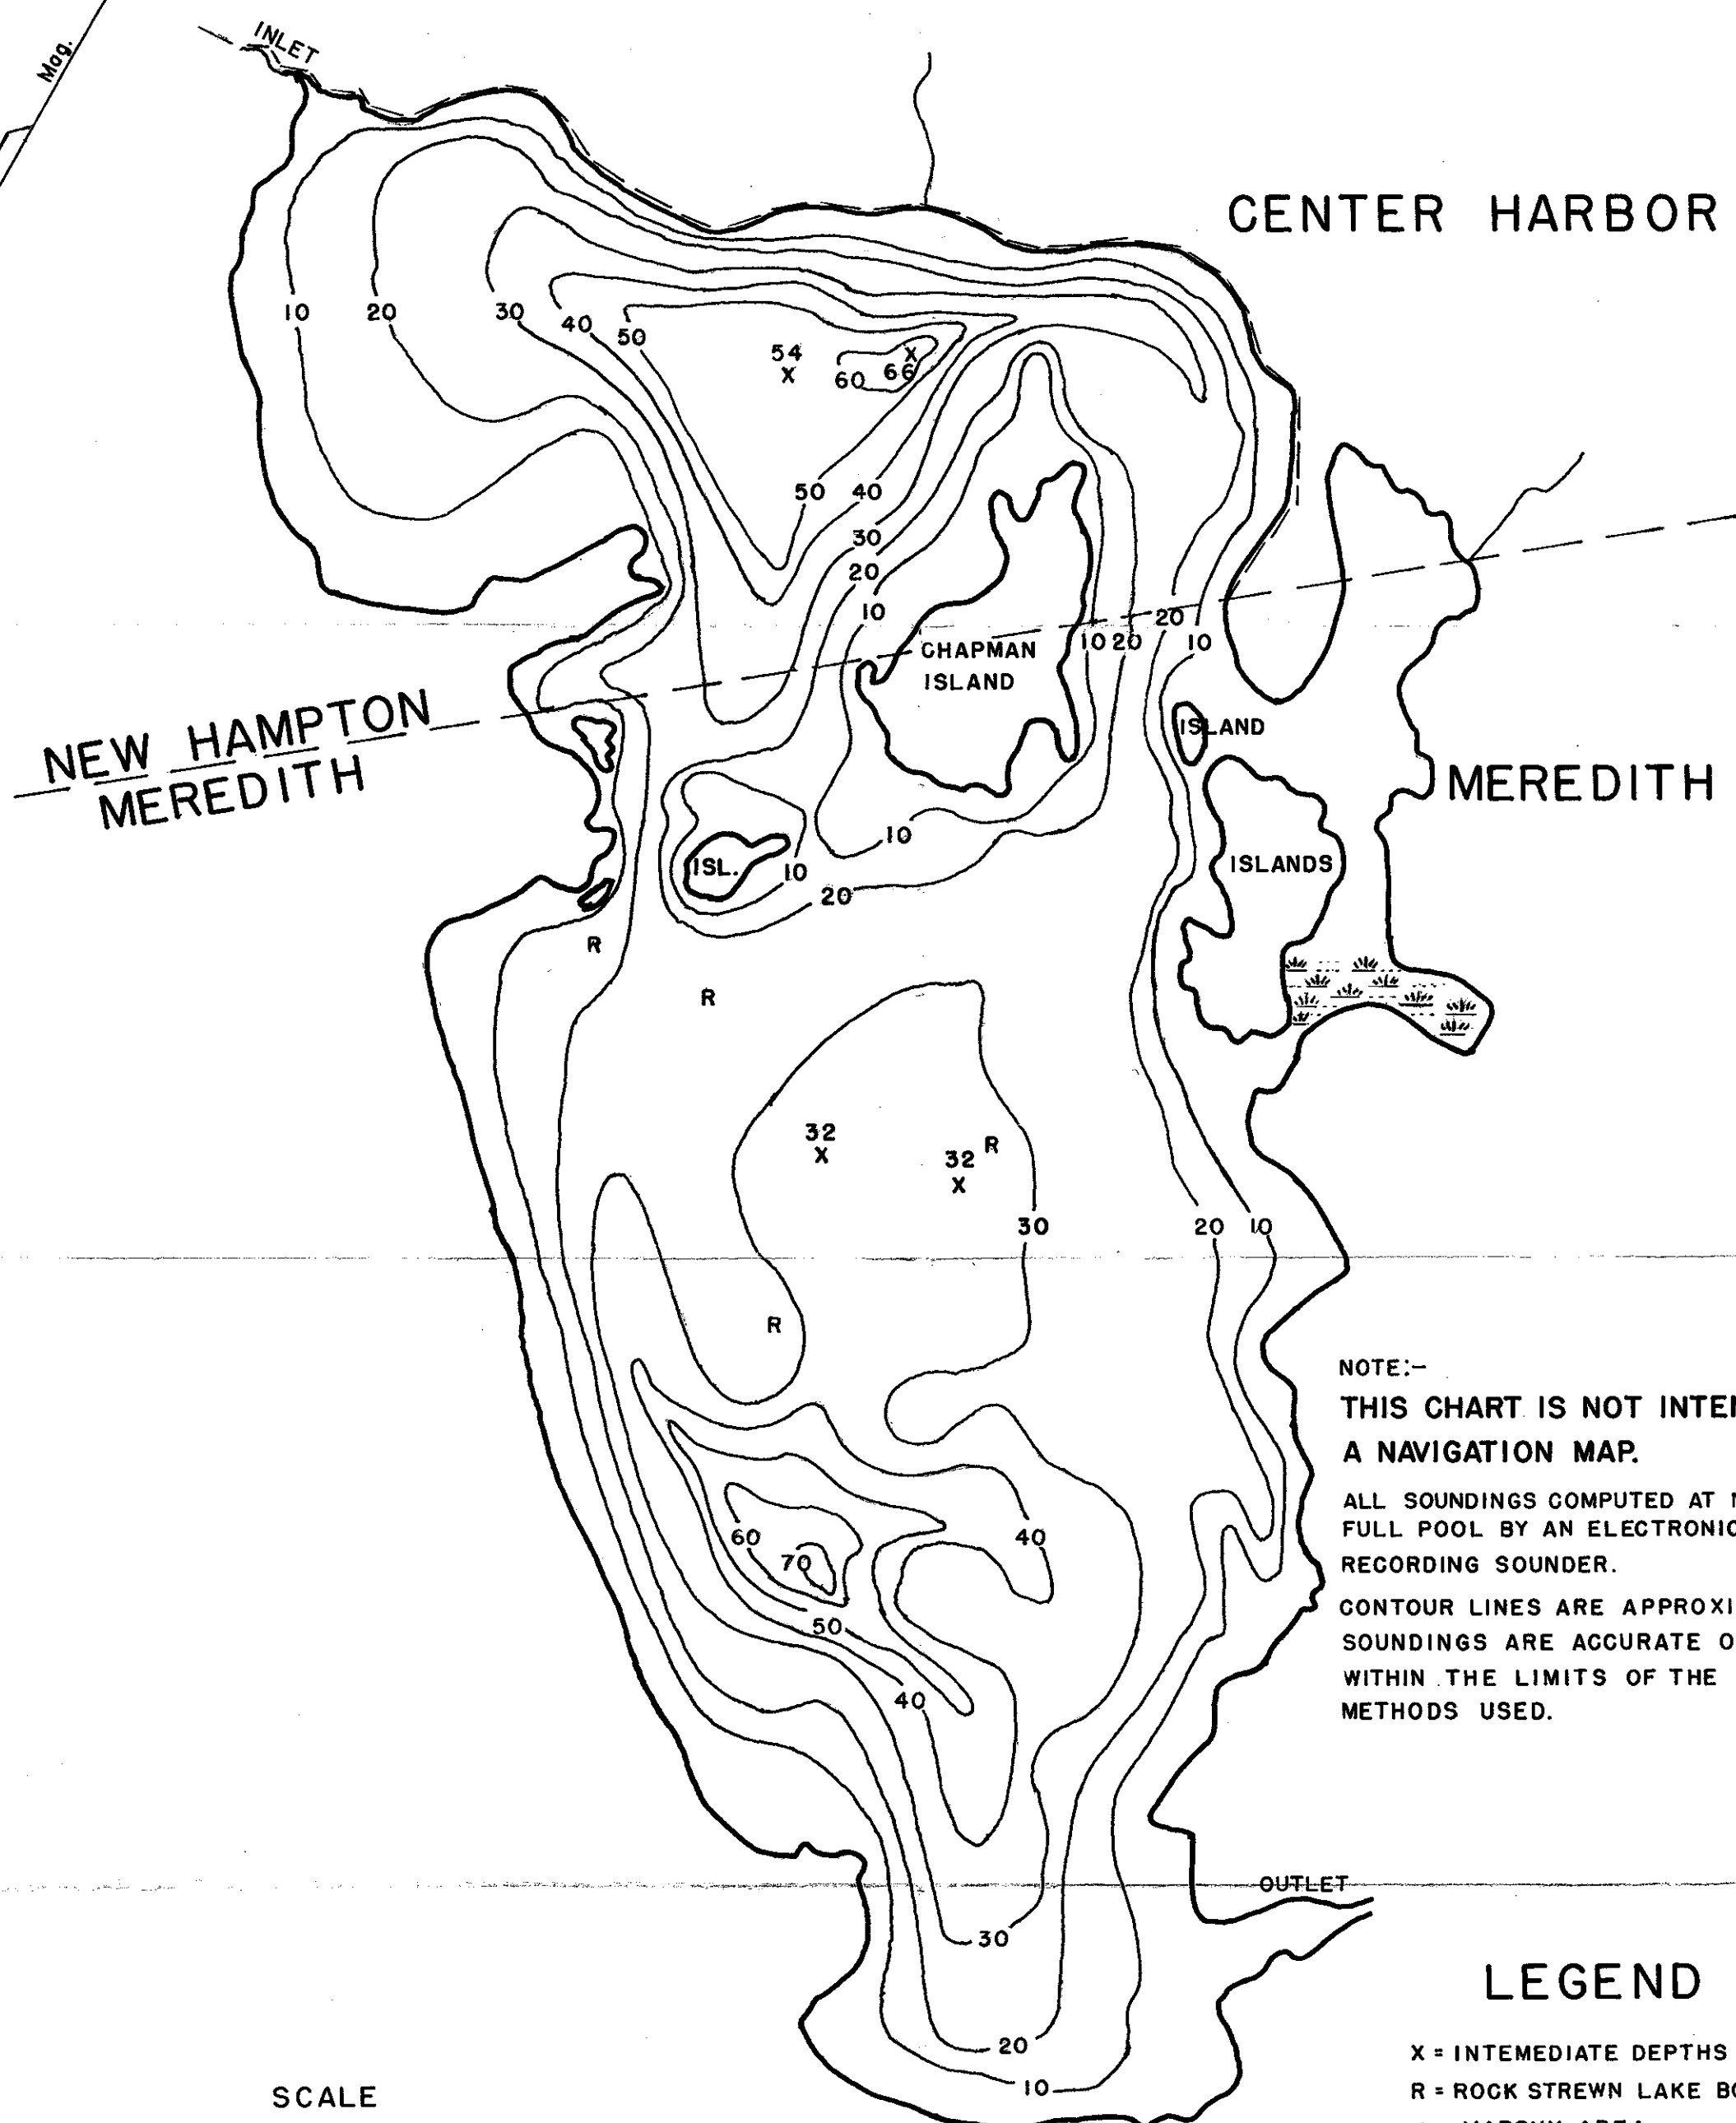 Mag.
INLET
CENTER HARBOR
10
20
30
40
50
54
X
60
X
66
50
40
30
20
10
CHAPMAN
ISLAND
10 20
20
10
NEW HAMPTON
MEREDITH
ISLAND
MEREDITH
ISL.
10
10
20
ISLANDS
R
R
32
X
32
X
R
30
20
10
R
NOTE:-
THIS CHART IS NOT
A NAVIGATION MAP.
ALL SOUNDINGS COMPUTED AT
FULL POOL BY AN ELECTRONIC
RECORDING SOUNDER.
CONTOUR LINES ARE
SOUNDINGS ARE ACCURATE
WITHIN THE LIMITS OF THE
METHODS USED.
60
70
40
50
40
OUTLET
30
20
10
LEGEND
X = INTEMEDIATE DEPTHS
R = ROCK STREWN LAKE
SCALE